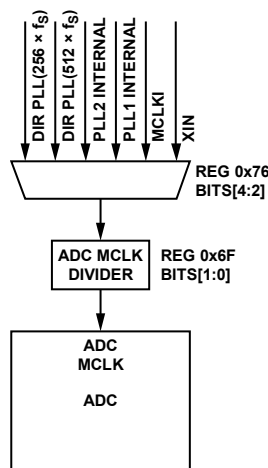 DIR PLL(256 × fS)
DIR PLL(512 × fS)
PLL2 INTERNAL
PLL1 INTERNAL
MCLKI
XIN
REG 0x76
BITS[4:2]
ADC MCLK
DIVIDER
REG 0x6F
BITS[1:0]
ADC
MCLK
ADC